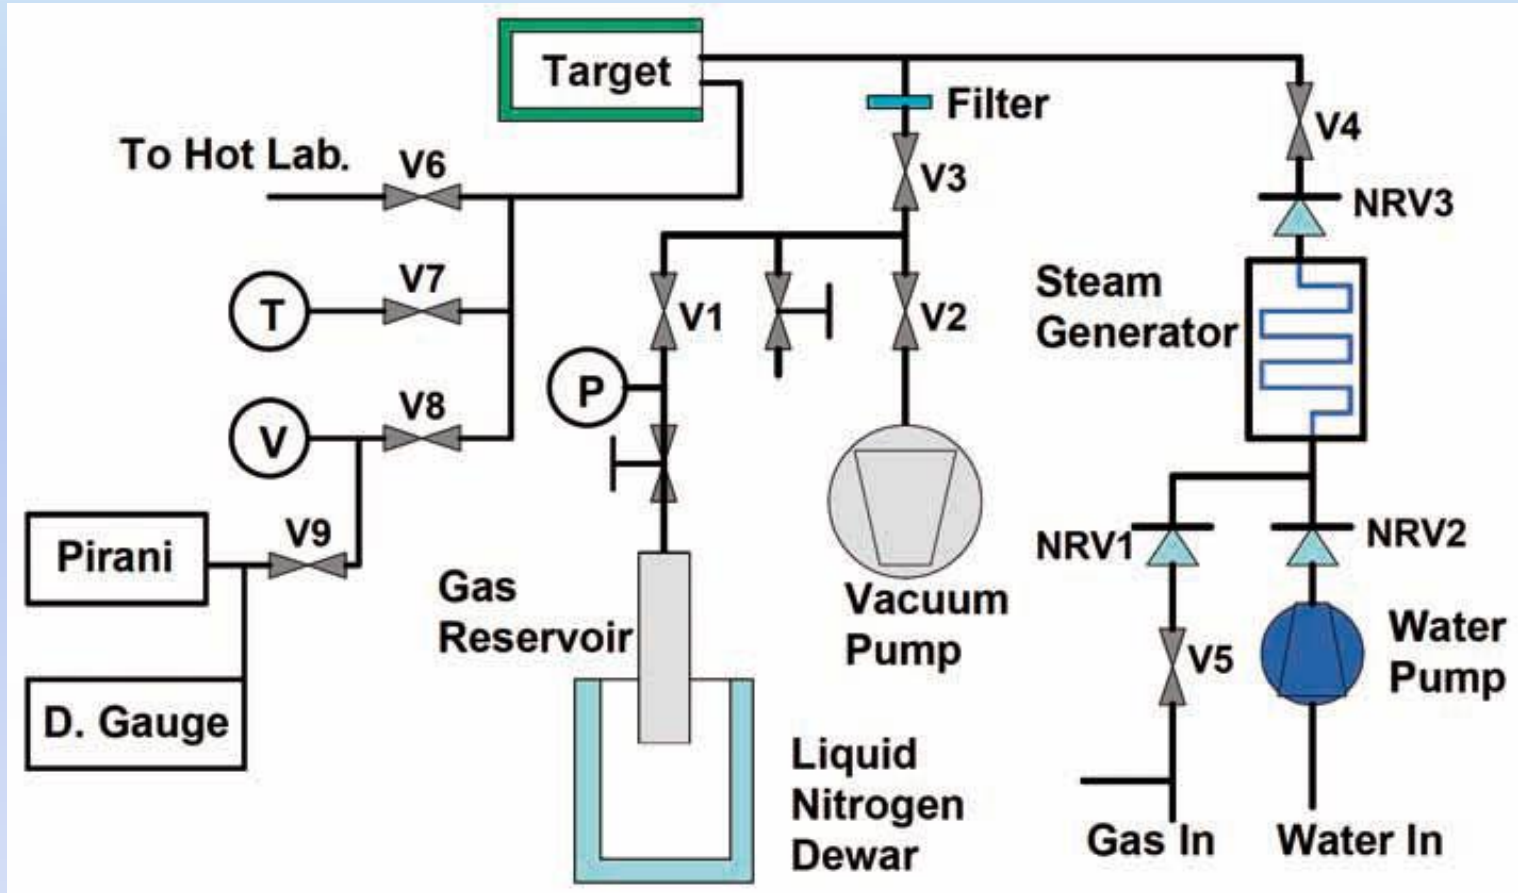 Target
Filter
To Hot Lab.
V6
V3
V4
NRV3
V7
T
V1
V2
Steam
Generator
P
V8
V
V9
Pirani
NRV1
NRV2
Gas
Reservoir
Vacuum
Pump
V5
Water
Pump
D. Gauge
Liquid
Nitrogen
Dewar
Gas In
Water In